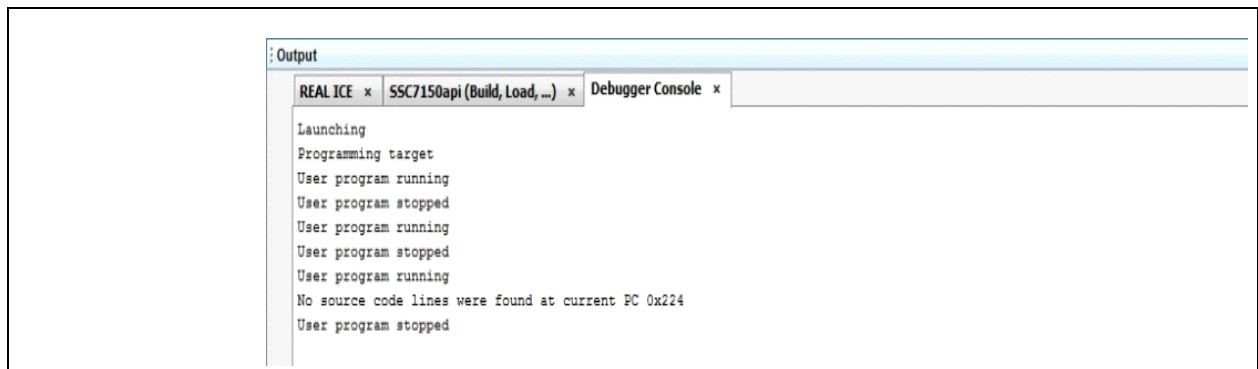 Output
REAL ICE x SSC7150api (Build, Load, ...) x Debugger Console x
Launching
Programming target
User program running
User program stopped
User program running
User program stopped
User program running
No source code lines were found at current PC 0x224
User program stopped